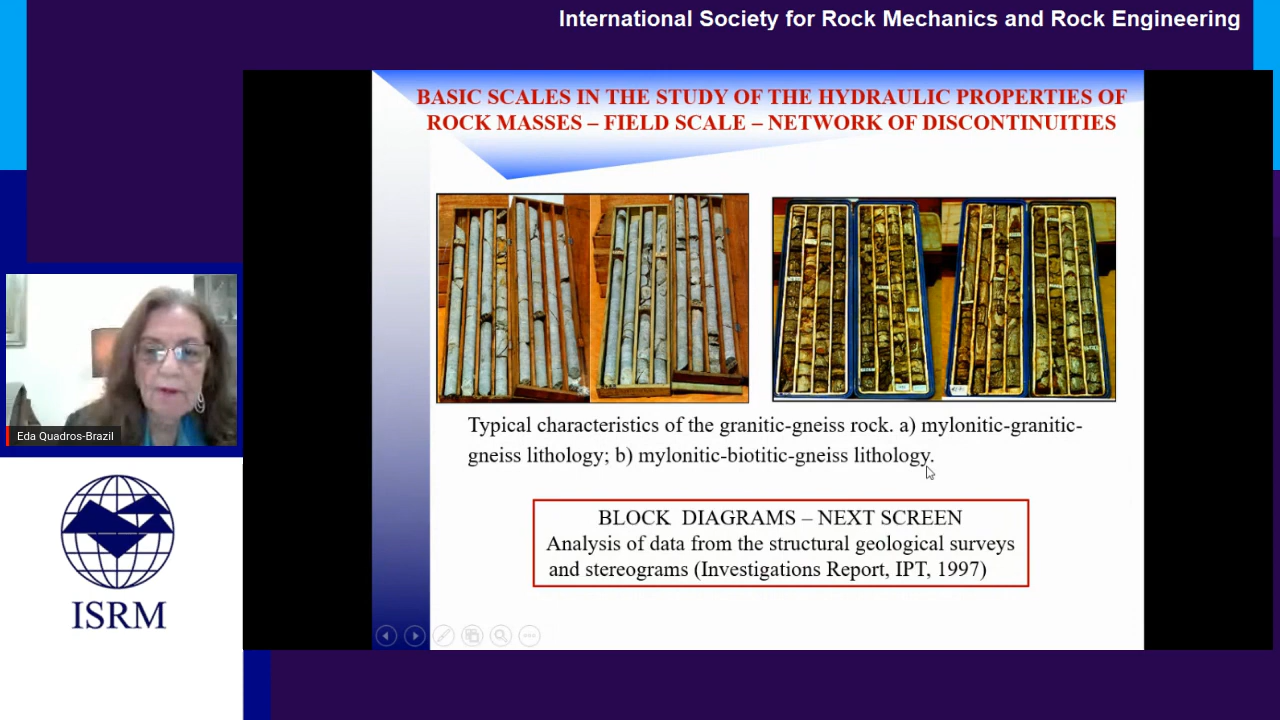 International Society for Rock Mechanics and Rock Engineering
BASIC SCALES IN THE STUDY OF THE HYDRAULIC PROPERTIES OF
ROCK MASSES – FIELD SCALE – NETWORK OF DISCONTINUITIES
Typical characteristics of the granitic-gneiss rock. a) mylonitic-granitic-
gneiss lithology; b) mylonitic-biotitic-gneiss lithology.
BLOCK DIAGRAMS – NEXT SCREEN
Analysis of data from the structural geological surveys
and stereograms (Investigations Report, IPT, 1997)
Eda Quadros-Brazil
ISRM